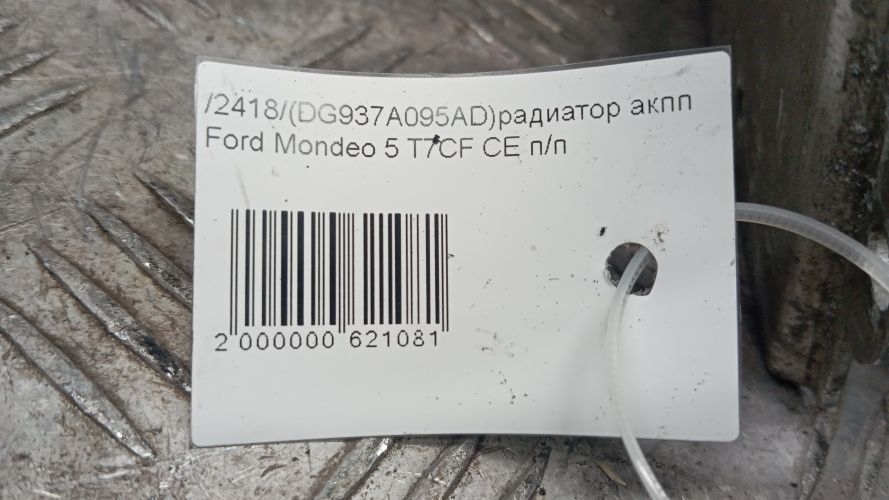 /2418/(DG937A095AD)радиатор акпп
Ford Mondeo 5 T7CF CE п/п
2 000000 621081